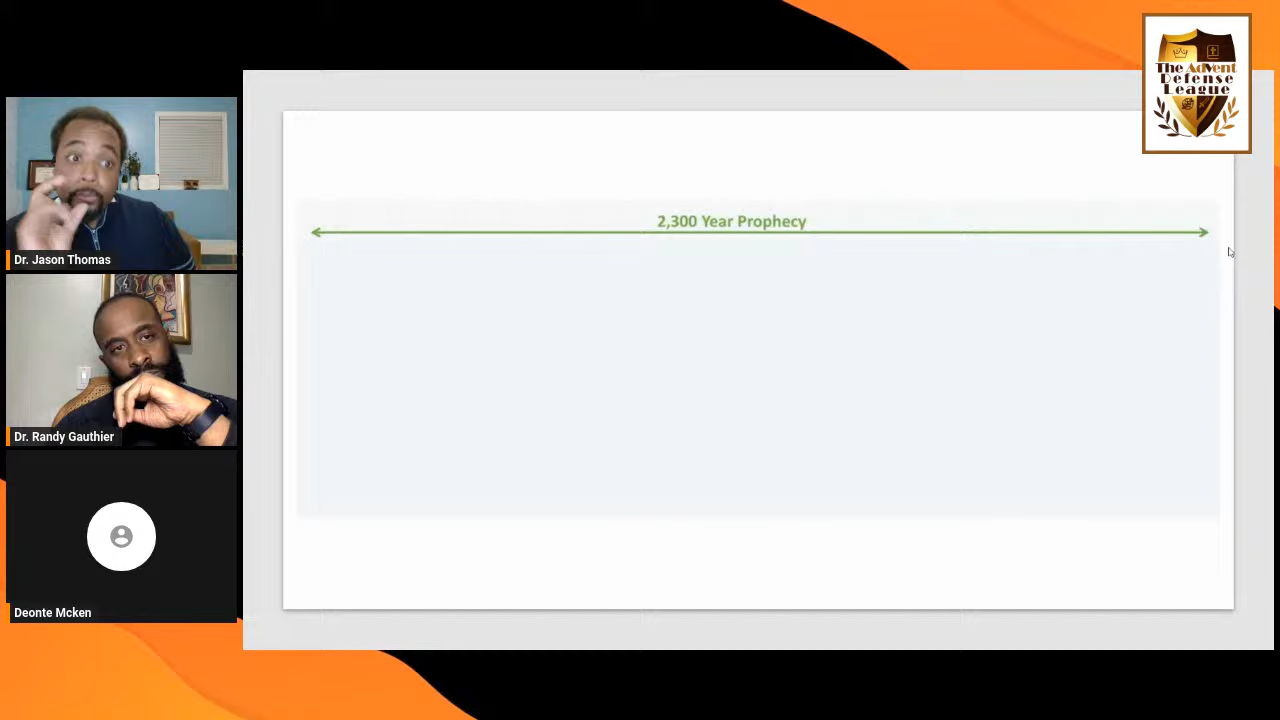 The Advent
Defense
League
2,300 Year Prophecy
Dr. Jason Thomas
Dr. Randy Gauthier
Deonte Mcken